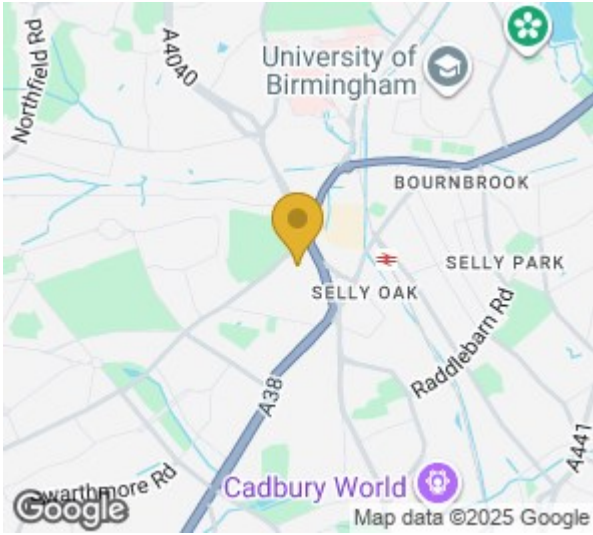 Northfield Rd
A4040
University of
Birmingham
BOURNBROOK
SELLY PARK
SELLY OAK
Raddlebarn Rd
A38
A441
Swarthmore Rd
Cadbury World
Google
Map data ©2025 Google